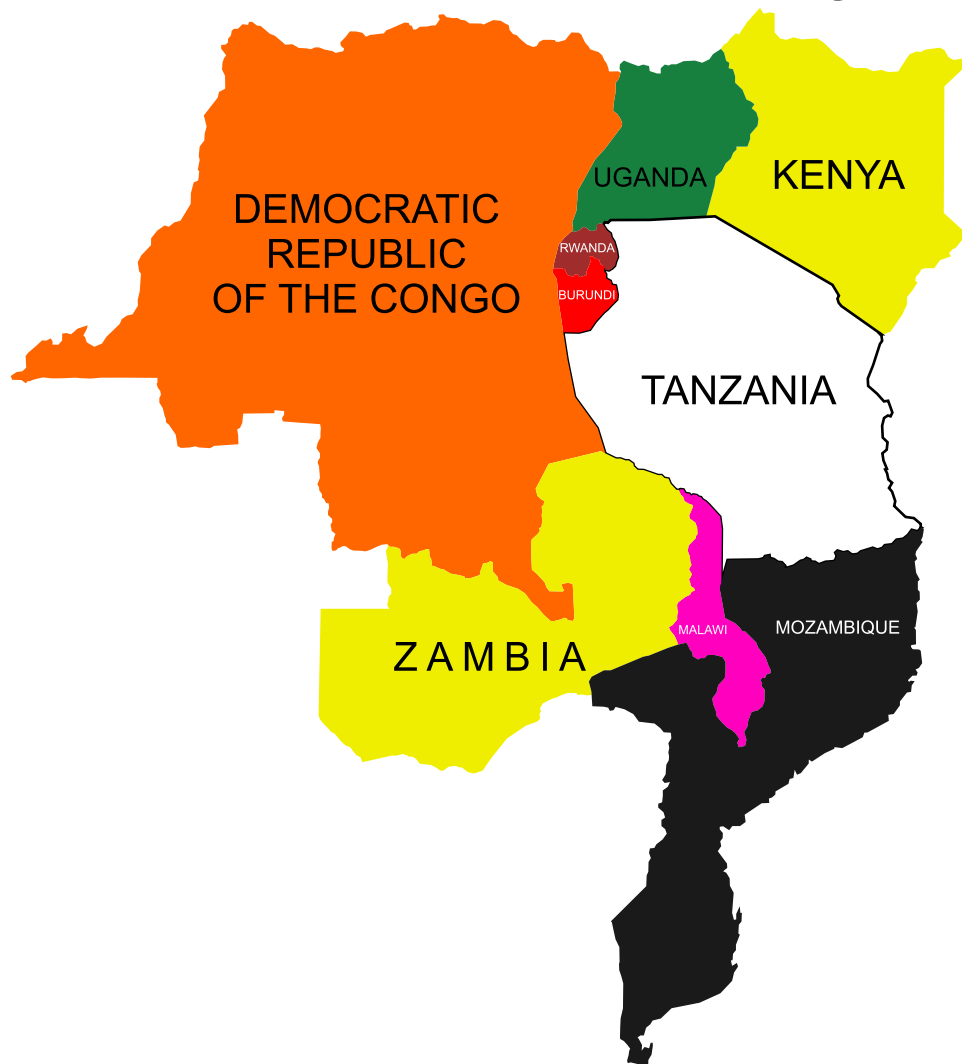 UGANDA
KENYA
DEMOCRATIC
REPUBLIC
OF THE CONGO
RWANDA
BURUNDI
TANZANIA
MALAWI
MOZAMBIQUE
ZAMBIA